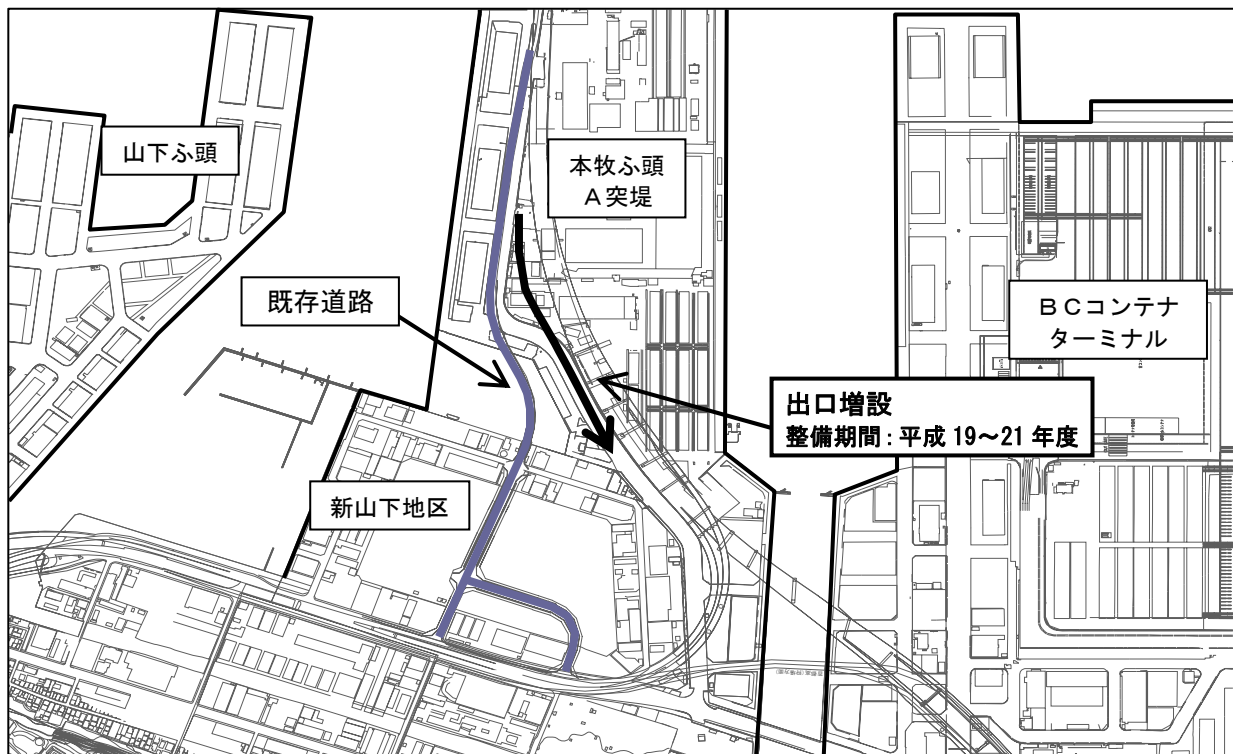 山下ふ頭
本牧ふ頭
A突堤
既存道路
BCコンテナ
ターミナル
出口増設
整備期間:平成19~21年度
新山下地区